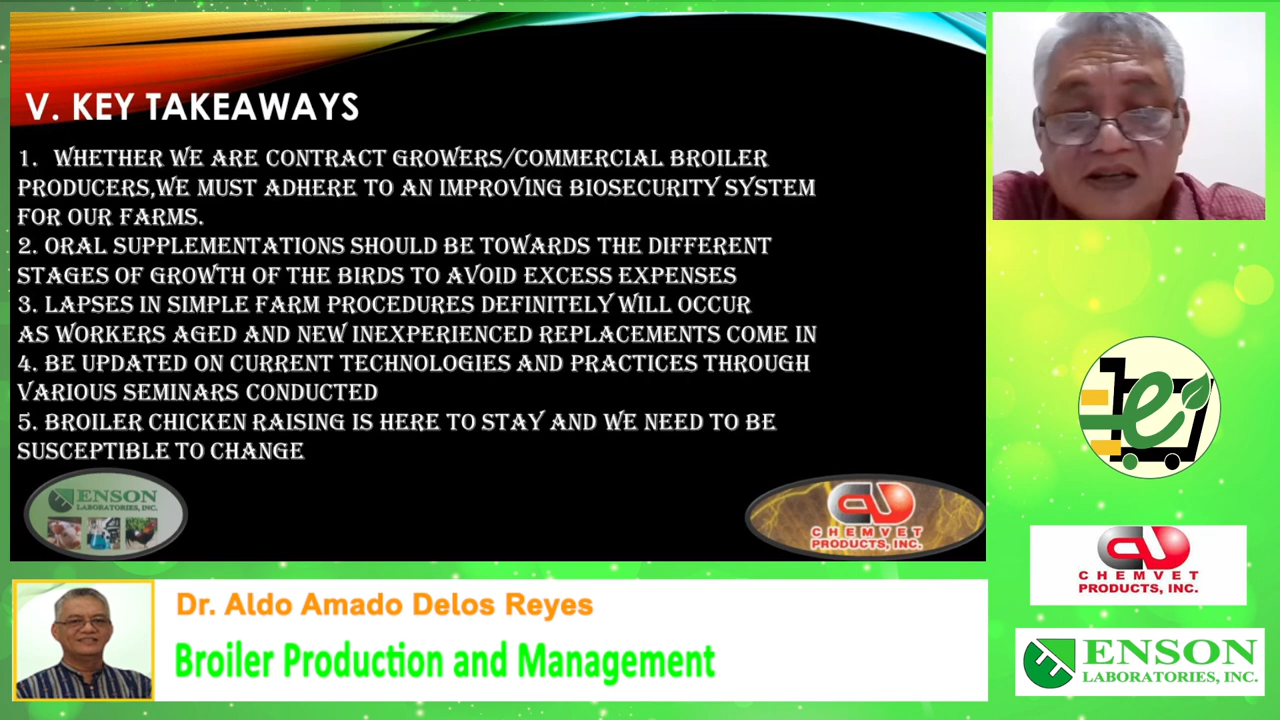 V. KEY TAKEAWAYS
1. WHETHER WE ARE CONTRACT GROWERS/COMMERCIAL BROILER
PRODUCERS,WE MUST ADHERE TO AN IMPROVING BIOSECURITY SYSTEM
FOR OUR FARMS.
2. ORAL SUPPLEMENTATIONS SHOULD BE TOWARDS THE DIFFERENT
STAGES OF GROWTH OF THE BIRDS TO AVOID EXCESS EXPENSES
3. LAPSES IN SIMPLE FARM PROCEDURES DEFINITELY WILL OCCUR
AS WORKERS AGED AND NEW INEXPERIENCED REPLACEMENTS COME IN
4. BE UPDATED ON CURRENT TECHNOLOGIES AND PRACTICES THROUGH
VARIOUS SEMINARS CONDUCTED
5. BROILER CHICKEN RAISING IS HERE TO STAY AND WE NEED TO BE
SUSCEPTIBLE TO CHANGE
ENSON
LABORATORIES, INC.
CHEMVET
PRODUCTS, INC.
e
CHEMVET
PRODUCTS, INC.
ENSON
LABORATORIES, INC.
Dr. Aldo Amado Delos Reyes
Broiler Production and Management